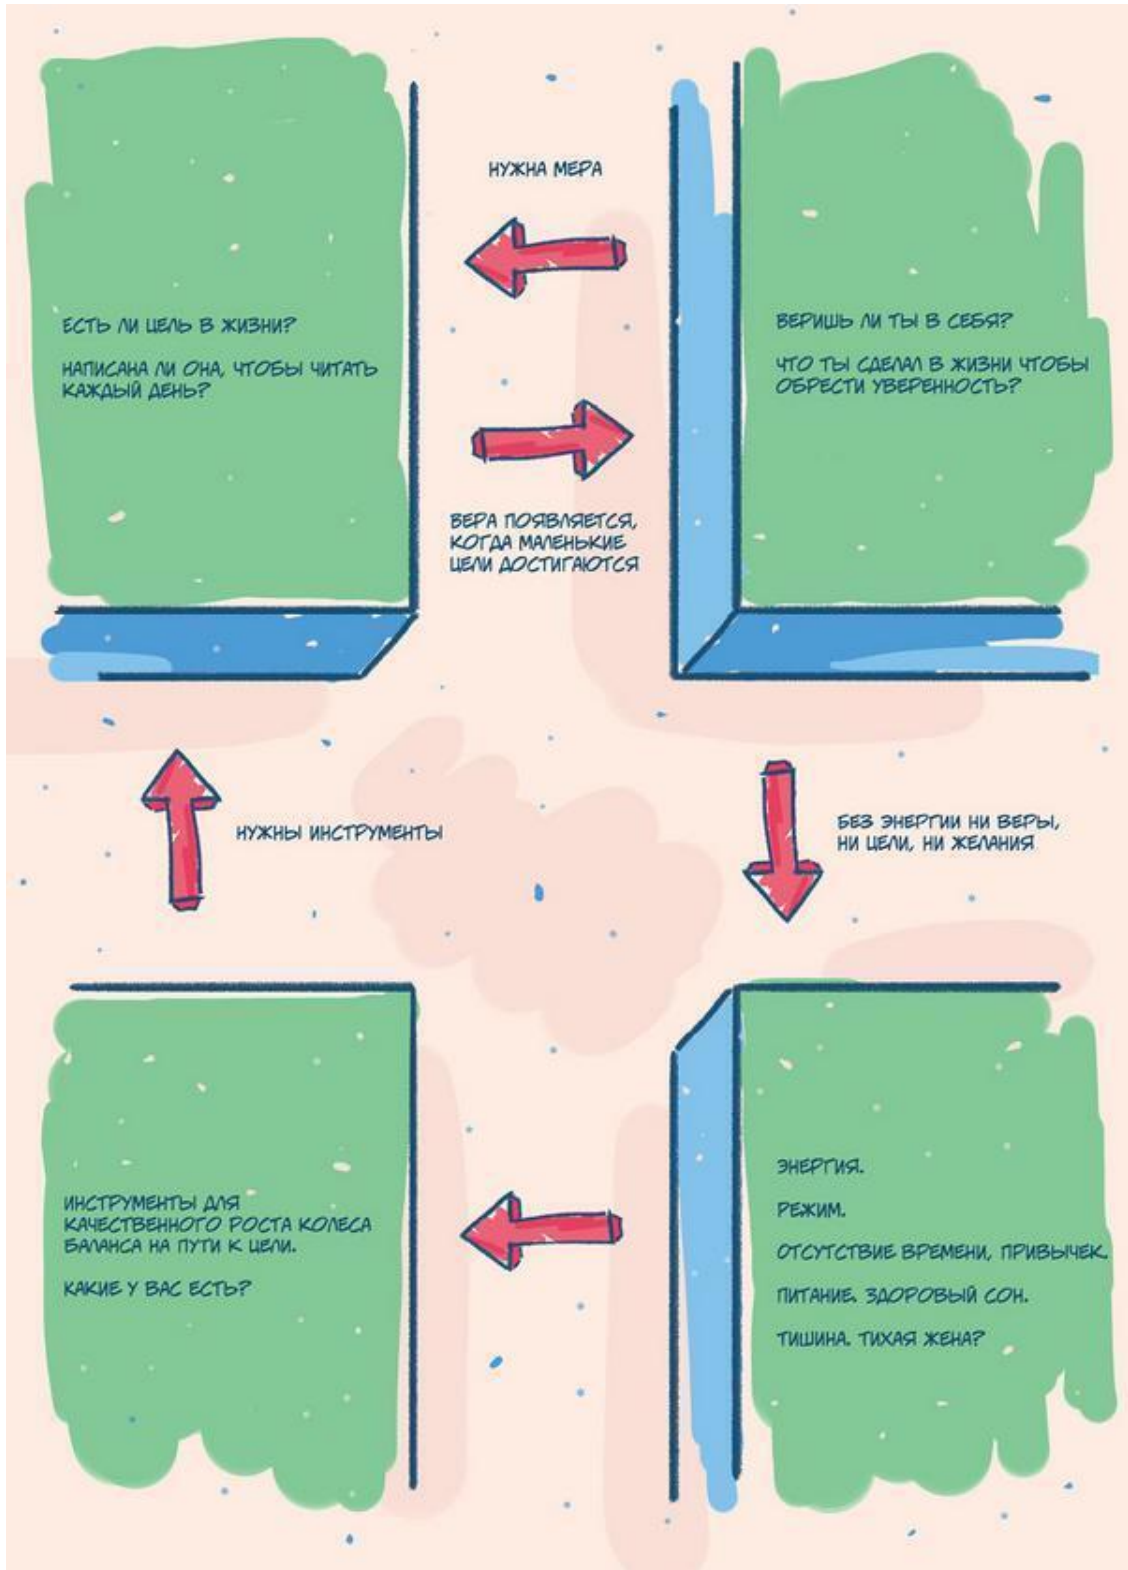 НУЖНА МЕРА
ЕСТЬ ЛИ ЦЕЛЬ В ЖИЗНИ?
НАПИСАНА ЛИ ОНА, ЧТОБЫ ЧИТАТЬ
КАЖДЫЙ ДЕНЬ?
ВЕРИШЬ ЛИ ТЫ В СЕБЯ?
ЧТО ТЫ СДЕЛАЛ В ЖИЗНИ ЧТОБЫ
ОБРЕСТИ УВЕРЕННОСТЬ?
ВЕРА ПОЯВЛЯЕТСЯ,
КОГДА МАЛЕНЬКИЕ
ЦЕЛИ ДОСТИГАЮТСЯ
НУЖНЫ ИНСТРУМЕНТЫ
БЕЗ ЭНЕРГИИ НИ ВЕРЫ,
НИ ЦЕЛИ, НИ ЖЕЛАНИЯ
ИНСТРУМЕНТЫ ДЛЯ
КАЧЕСТВЕННОГО РОСТА КОЛЕСА
БАЛАНСА НА ПУТИ К ЦЕЛИ.
КАКИЕ У ВАС ЕСТЬ?
ЭНЕРГИЯ.
РЕЖИМ.
ОТСУТСТВИЕ ВРЕМЕНИ, ПРИВЫЧЕК.
ПИТАНИЕ. ЗДОРОВЫЙ СОН.
ТИШИНА. ТИХАЯ ЖЕНА?